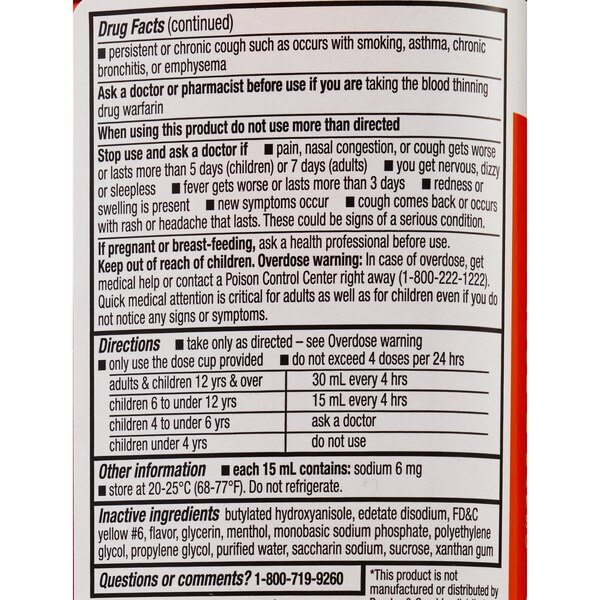 Drug Facts (continued)
■ persistent or chronic cough such as occurs with smoking, asthma, chronic
bronchitis, or emphysema
Ask a doctor or pharmacist before use if you are taking the blood thinning
drug warfarin
When using this product do not use more than directed
Stop use and ask a doctor if ■ pain, nasal congestion, or cough gets worse
or lasts more than 5 days (children) or 7 days (adults) ■ you get nervous, dizzy
or sleepless ■ fever gets worse or lasts more than 3 days ■ redness or
swelling is present ■ new symptoms occur ■ cough comes back or occurs
with rash or headache that lasts. These could be signs of a serious condition.
If pregnant or breast-feeding, ask a health professional before use.
Keep out of reach of children. Overdose warning: In case of overdose, get
medical help or contact a Poison Control Center right away (1-800-222-1222).
Quick medical attention is critical for adults as well as for children even if you do
not notice any signs or symptoms.
Directions ■ take only as directed – see Overdose warning
■ only use the dose cup provided ■ do not exceed 4 doses per 24 hrs
adults & children 12 yrs & over 30 mL every 4 hrs
children 6 to under 12 yrs 15 mL every 4 hrs
children 4 to under 6 yrs ask a doctor
children under 4 yrs do not use
Other information ■ each 15 mL contains: sodium 6 mg
■ store at 20-25°C (68-77°F). Do not refrigerate.
Inactive ingredients butylated hydroxyanisole, edetate disodium, FD&C
yellow #6, flavor, glycerin, menthol, monobasic sodium phosphate, polyethylene
glycol, propylene glycol, purified water, saccharin sodium, sucrose, xanthan gum
Questions or comments? 1-800-719-9260
*This product is not
manufactured or distributed by